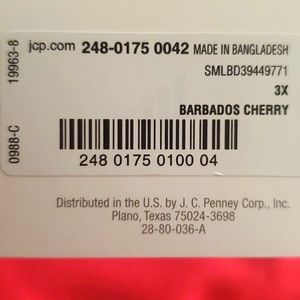 19963-8
0988-C
jcp.com 248-0175 0042 MADE IN BANGLADESH
SMLBD39449771
3X
BARBADOS CHERRY
248 0175 0100 04
Distributed in the U.S. by J. C. Penney Corp., Inc.
Plano, Texas 75024-3698
28-80-036-A